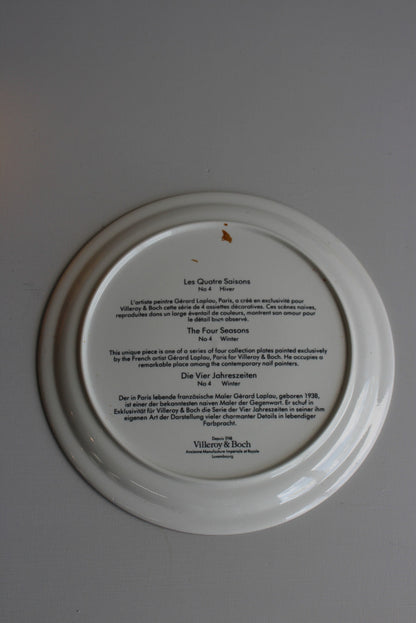 Les Quatre Saisons
No 4 Hiver
L'artiste peintre Gérard Laplau, Paris, a créé en exclusivité pour
Villeroy & Boch cette série de 4 assiettes décoratives. Ces scènes naïves,
reproduites dans un large éventail de couleurs, montrent son amour pour
le détail bien observé.
The Four Seasons
No 4 Winter
This unique piece is one of a series of four collection plates painted exclusively
by the French artist Gérard Laplau, Paris for Villeroy & Boch. He occupies a
remarkable place among the contemporary naïf painters.
Die Vier Jahreszeiten
No 4 Winter
Der in Paris lebende französische Maler Gérard Laplau, geboren 1938,
ist einer der bekanntesten naiven Maler der Gegenwart. Er schuf in
Exklusivität für Villeroy & Boch die Serie der Vier Jahreszeiten in seiner ihm
eigenen Art der Darstellung vieler charmanter Details in lebendiger
Farbpracht.
Depuis 1748
Villeroy & Boch
Ancienne Manufacture Impériale et Royale
Luxembourg